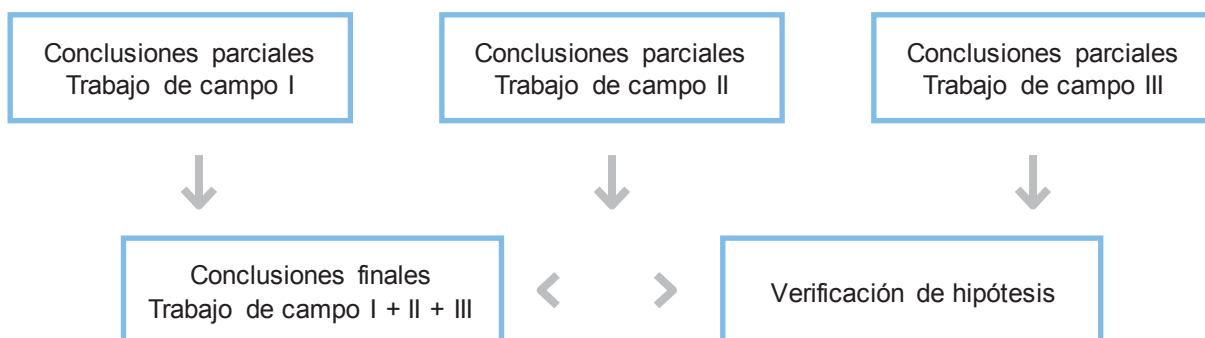 Conclusiones parciales
Trabajo de campo I
Conclusiones parciales
Trabajo de campo II
Conclusiones parciales
Trabajo de campo III
Conclusiones finales
Trabajo de campo I + II + III
< >
Verificación de hipótesis